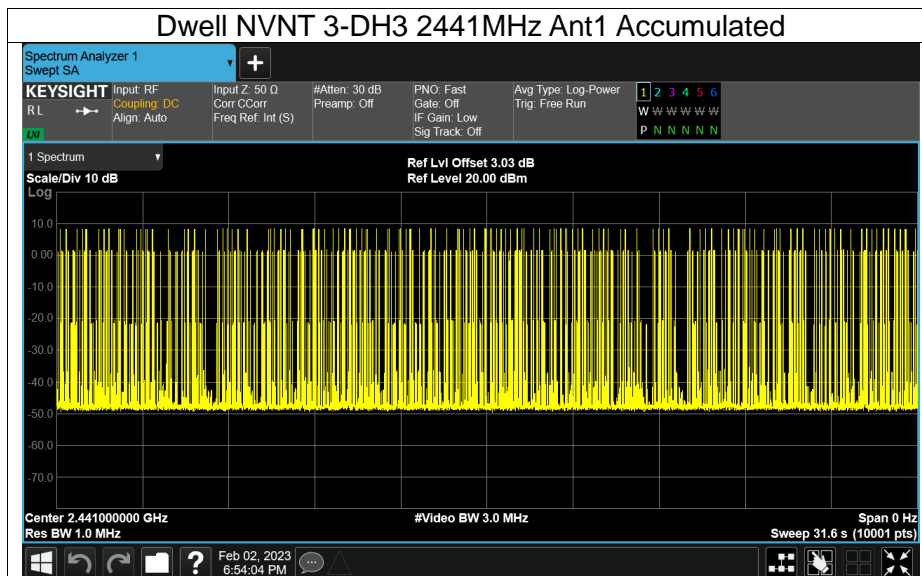 Dwell NVNT 3-DH3 2441MHz Ant1 Accumulated
Spectrum Analyzer 1
Swept SA
+
KEYSIGHT Input: RF Input Z: 50 Ω #Atten: 30 dB PNO: Fast Avg Type: Log-Power 1 2 3 4 5 6
RL Coupling: DC Corr CCorr Preamp: Off Gate: Off Trig: Free Run W W W W W W
Align: Auto Freq Ref: Int (S) IF Gain: Low
LXI Sig Track: Off P N N N N N
1 Spectrum
Ref Lvl Offset 3.03 dB
Scale/Div 10 dB Ref Level 20.00 dBm
Log
10.0
0.00
-10.0
-20.0
-30.0
-40.0
-50.0
-60.0
-70.0
Center 2.441000000 GHz #Video BW 3.0 MHz Span 0 Hz
Res BW 1.0 MHz Sweep 31.6 s (10001 pts)
? Feb 02, 2023
6:54:04 PM